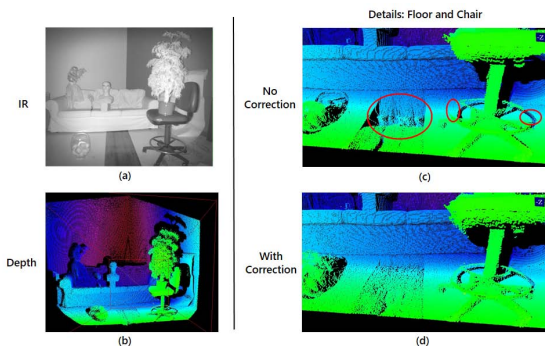 Details: Floor and Chair
IR
No
Correction
-Z
(a)
(c)
Depth
With
Correction
-Z
(b)
(d)